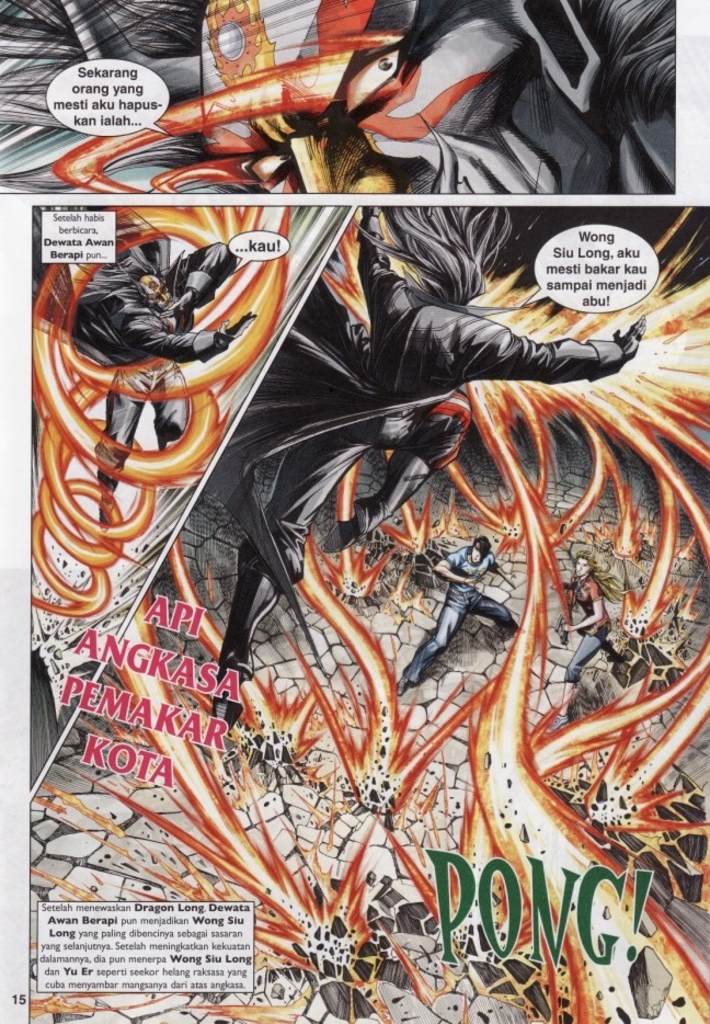 Sekarang
orang yang
mesti aku hapus-
kan ialah...
Setelah habis
berbicara,
Dewata Awan
Berapi pun...
...kau!
Wong
Siu Long, aku
mesti bakar kau
sampai menjadi
abu!
API
ANGKASA
PEMAKAR
KOTA
PONG!
Setelah menewaskan Dragon Long, Dewata
Awan Berapi pun menjadikan Wong Siu
Long yang paling dibencinya sebagai sasaran
yang selanjutnya. Setelah meningkatkan kekuatan
dalamannya, dia pun menerpa Wong Siu Long
dan Yu Er seperti seekor helang raksasa yang
cuba menyambar mangsanya dari atas angkasa.
15